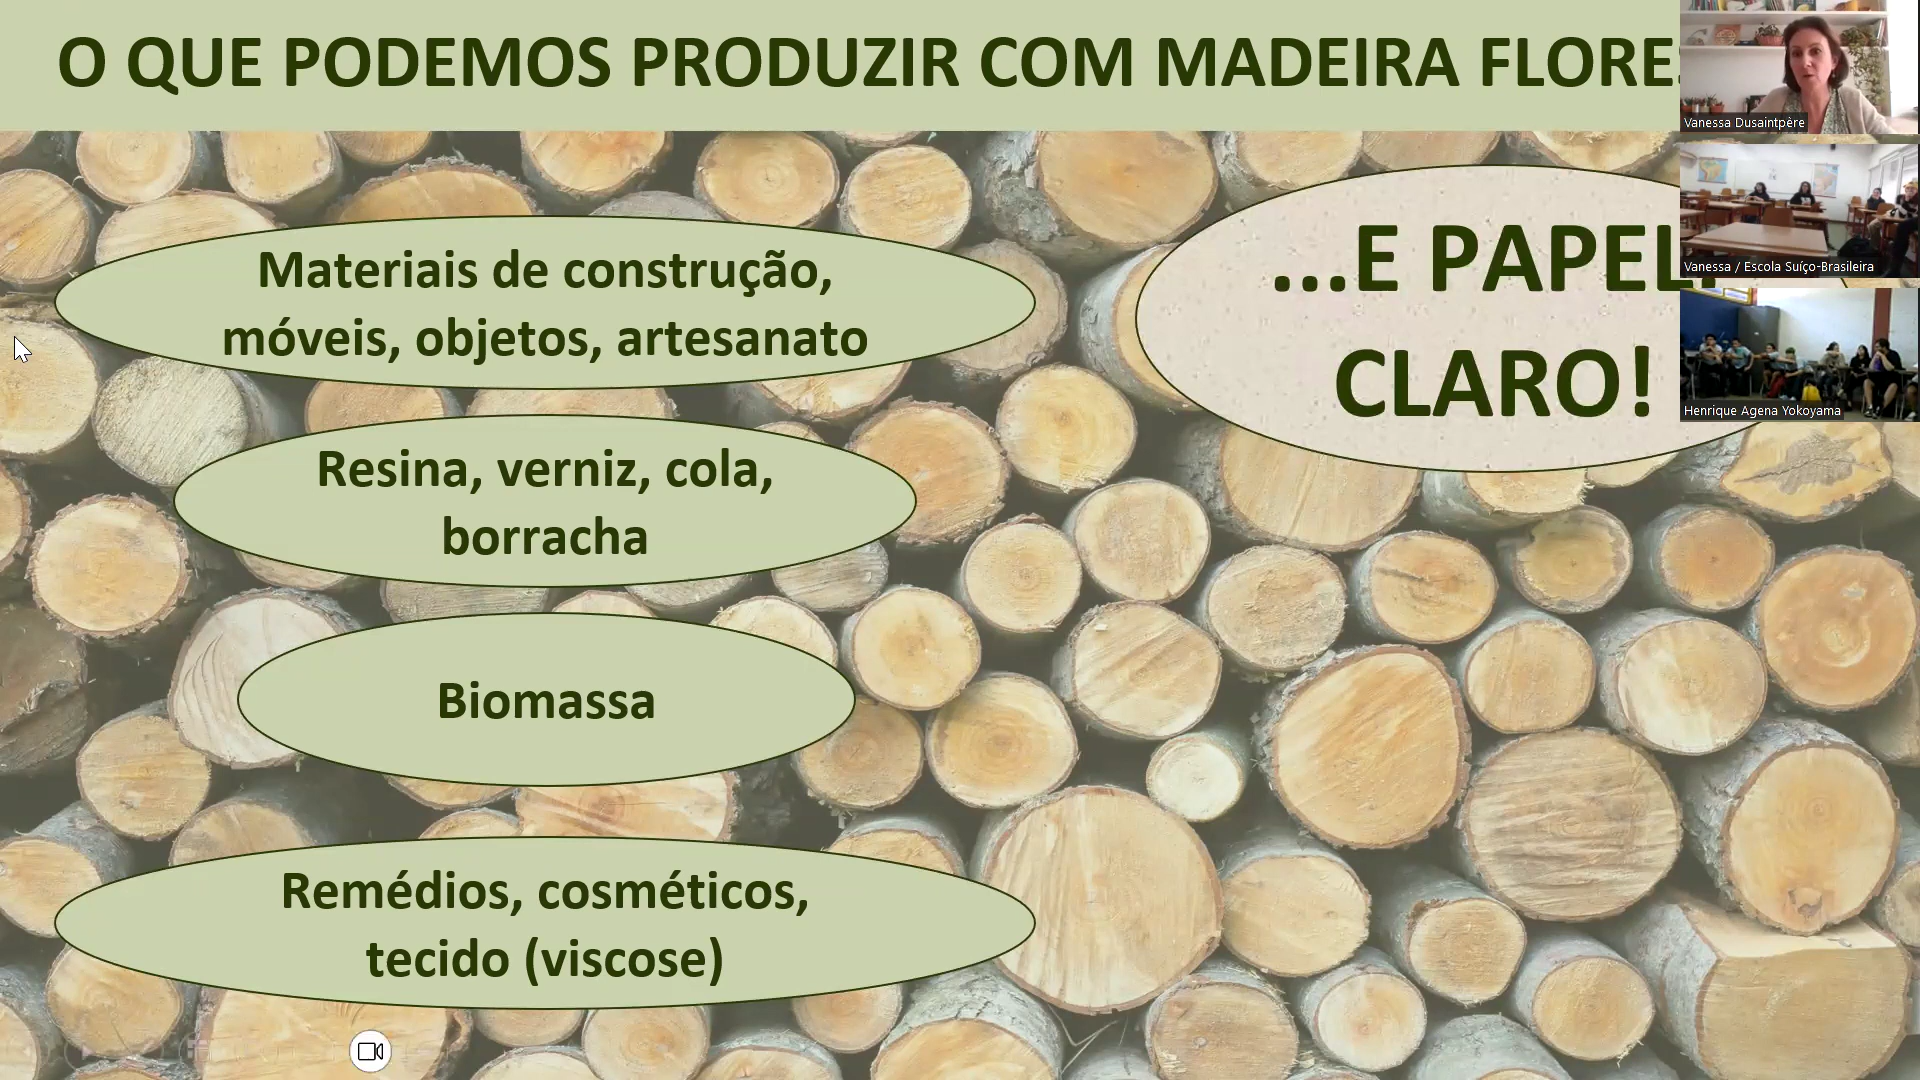 O QUE PODEMOS PRODUZIR COM MADEIRA
Materiais de construção,
móveis, objetos, artesanato
Resina, verniz, cola,
borracha
Biomassa
Remédios, cosméticos,
tecido (viscose)
...E PAPEL,
CLARO!
Vanessa Dusaintpère
Vanessa / Escola Suíço-Brasileira
Henrique Agena Yokoyama